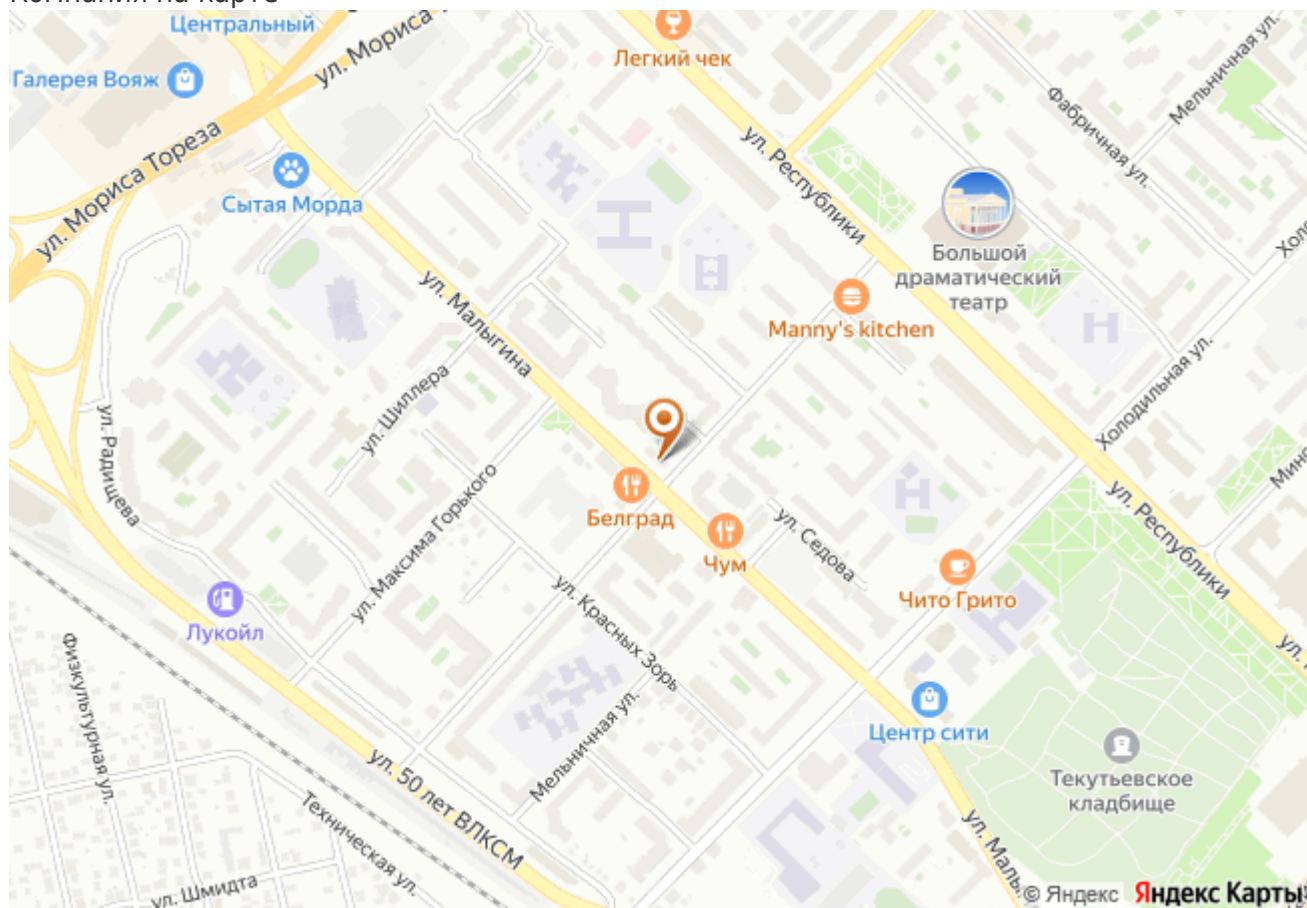 Компания на карте
Центральный
ул. Мориса
Галерея Вояж
Легкий чек
Мельничная ул.
Фабричная ул.
ул. Мориса Тореза
Сытая Морда
ул. Республики
Большой
драматический
театр
ул. Малыгина
Manny's kitchen
Холодильная ул.
ул. Шиллера
ул. Радищева
ул. Максима Горького
Белград
Чум
ул. Седова
ул. Республики
Чито Грито
Лукойл
ул. Красных Зорь
Физкультурная ул.
Мельничная ул.
Центр сити
Текутьевское
кладбище
ул. 50 лет ВЛКСМ
Техническая ул.
ул. Шмидта
© Яндекс Яндекс Карты